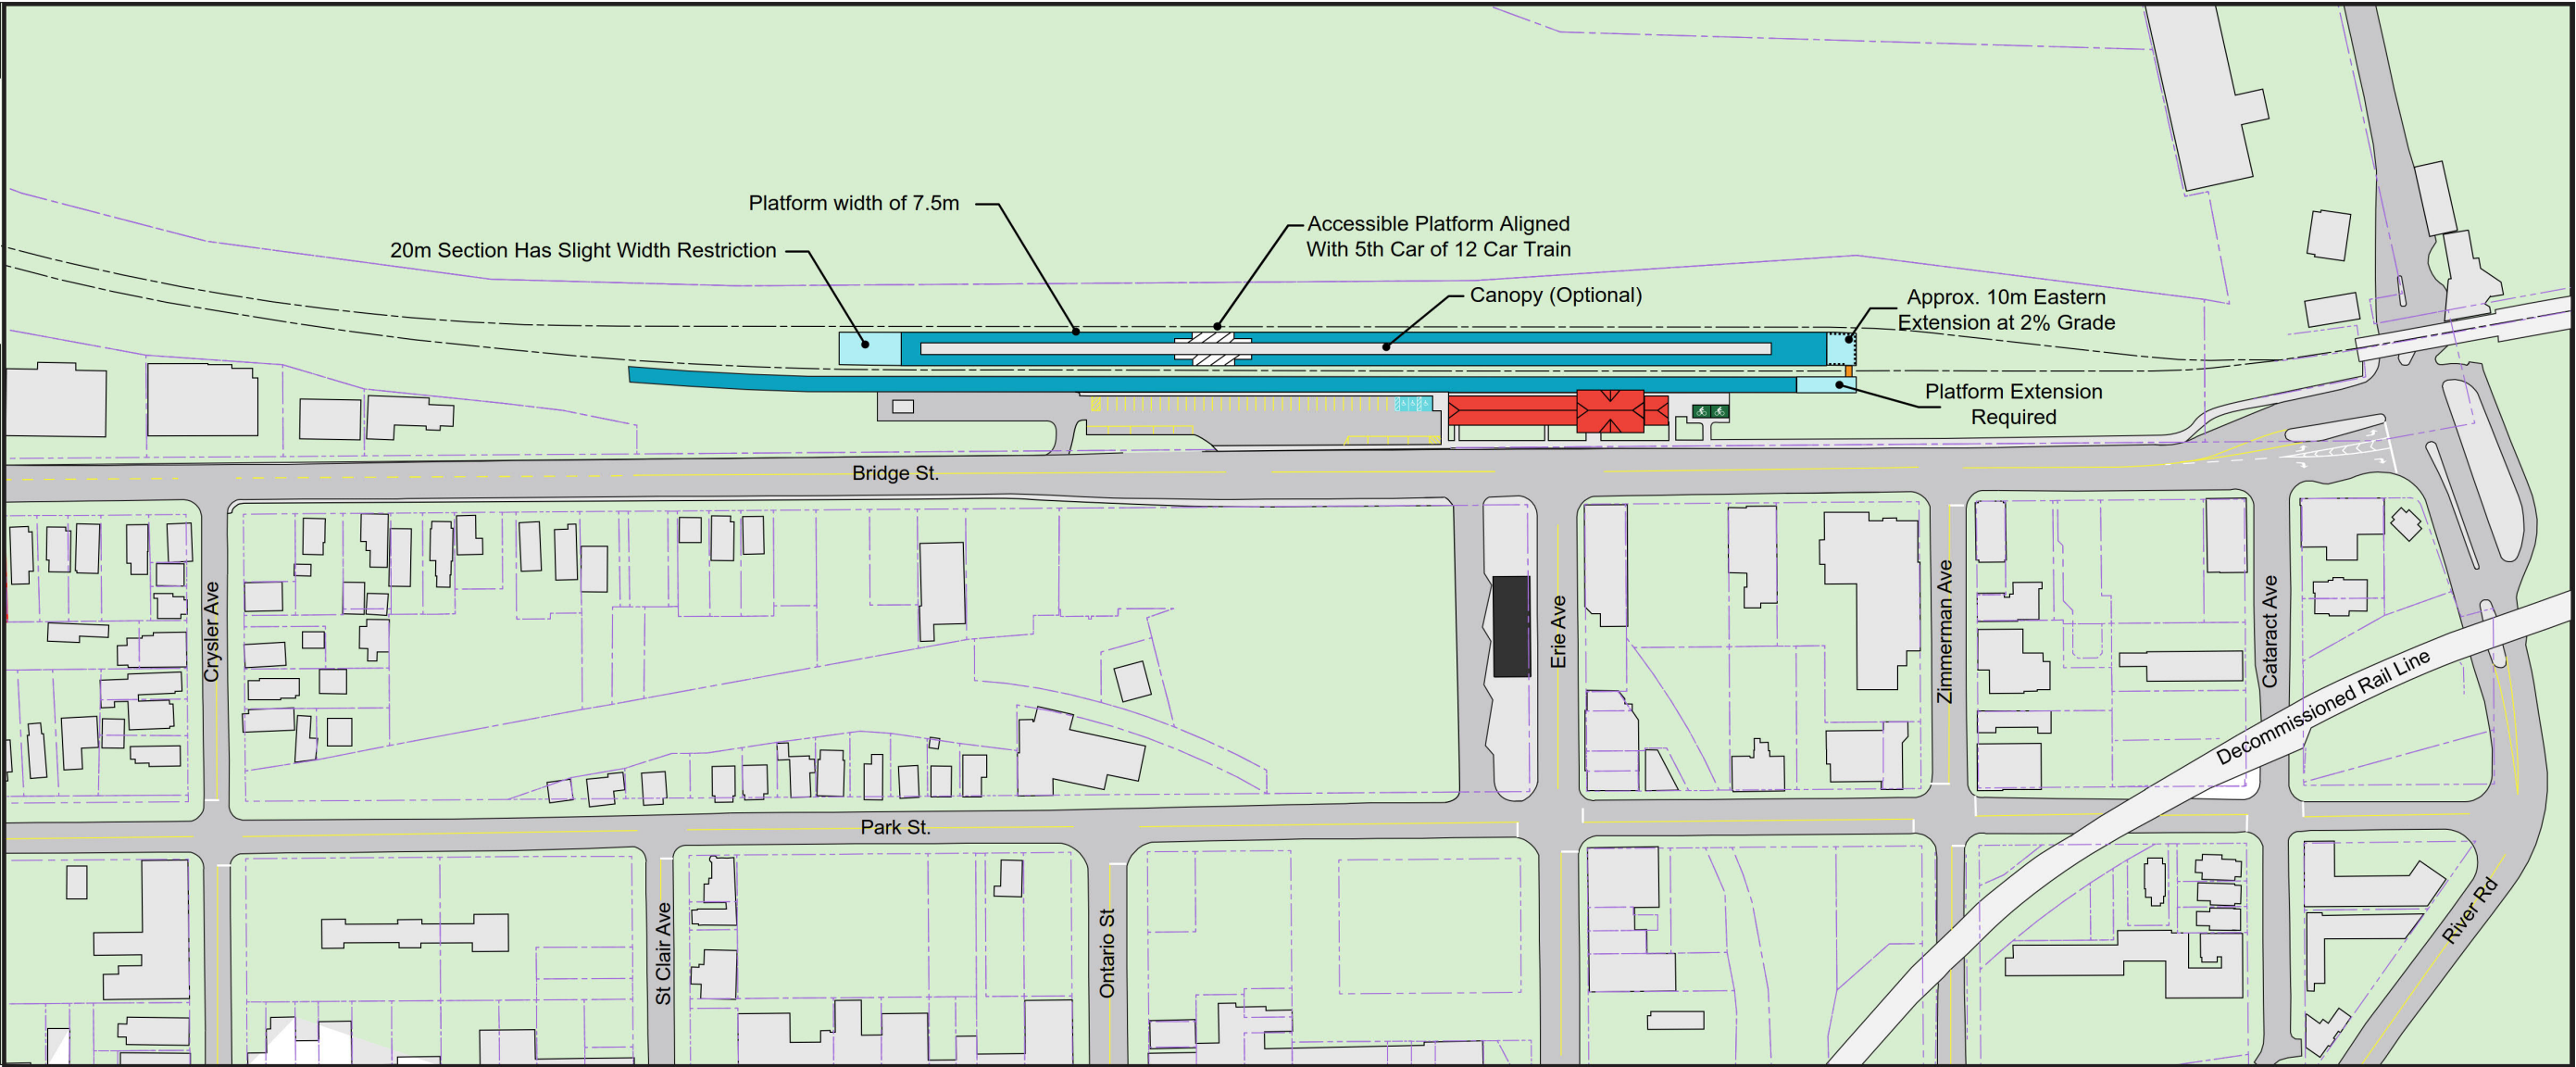 Platform width of 7.5m
Accessible Platform Aligned
With 5th Car of 12 Car Train
20m Section Has Slight Width Restriction
Canopy (Optional)
Approx. 10m Eastern
Extension at 2% Grade
Platform Extension
Required
Bridge St.
Crysler Ave
Erie Ave
Zimmerman Ave
Cataract Ave
Decommissioned Rail Line
Park St.
St Clair Ave
Ontario St
River Rd